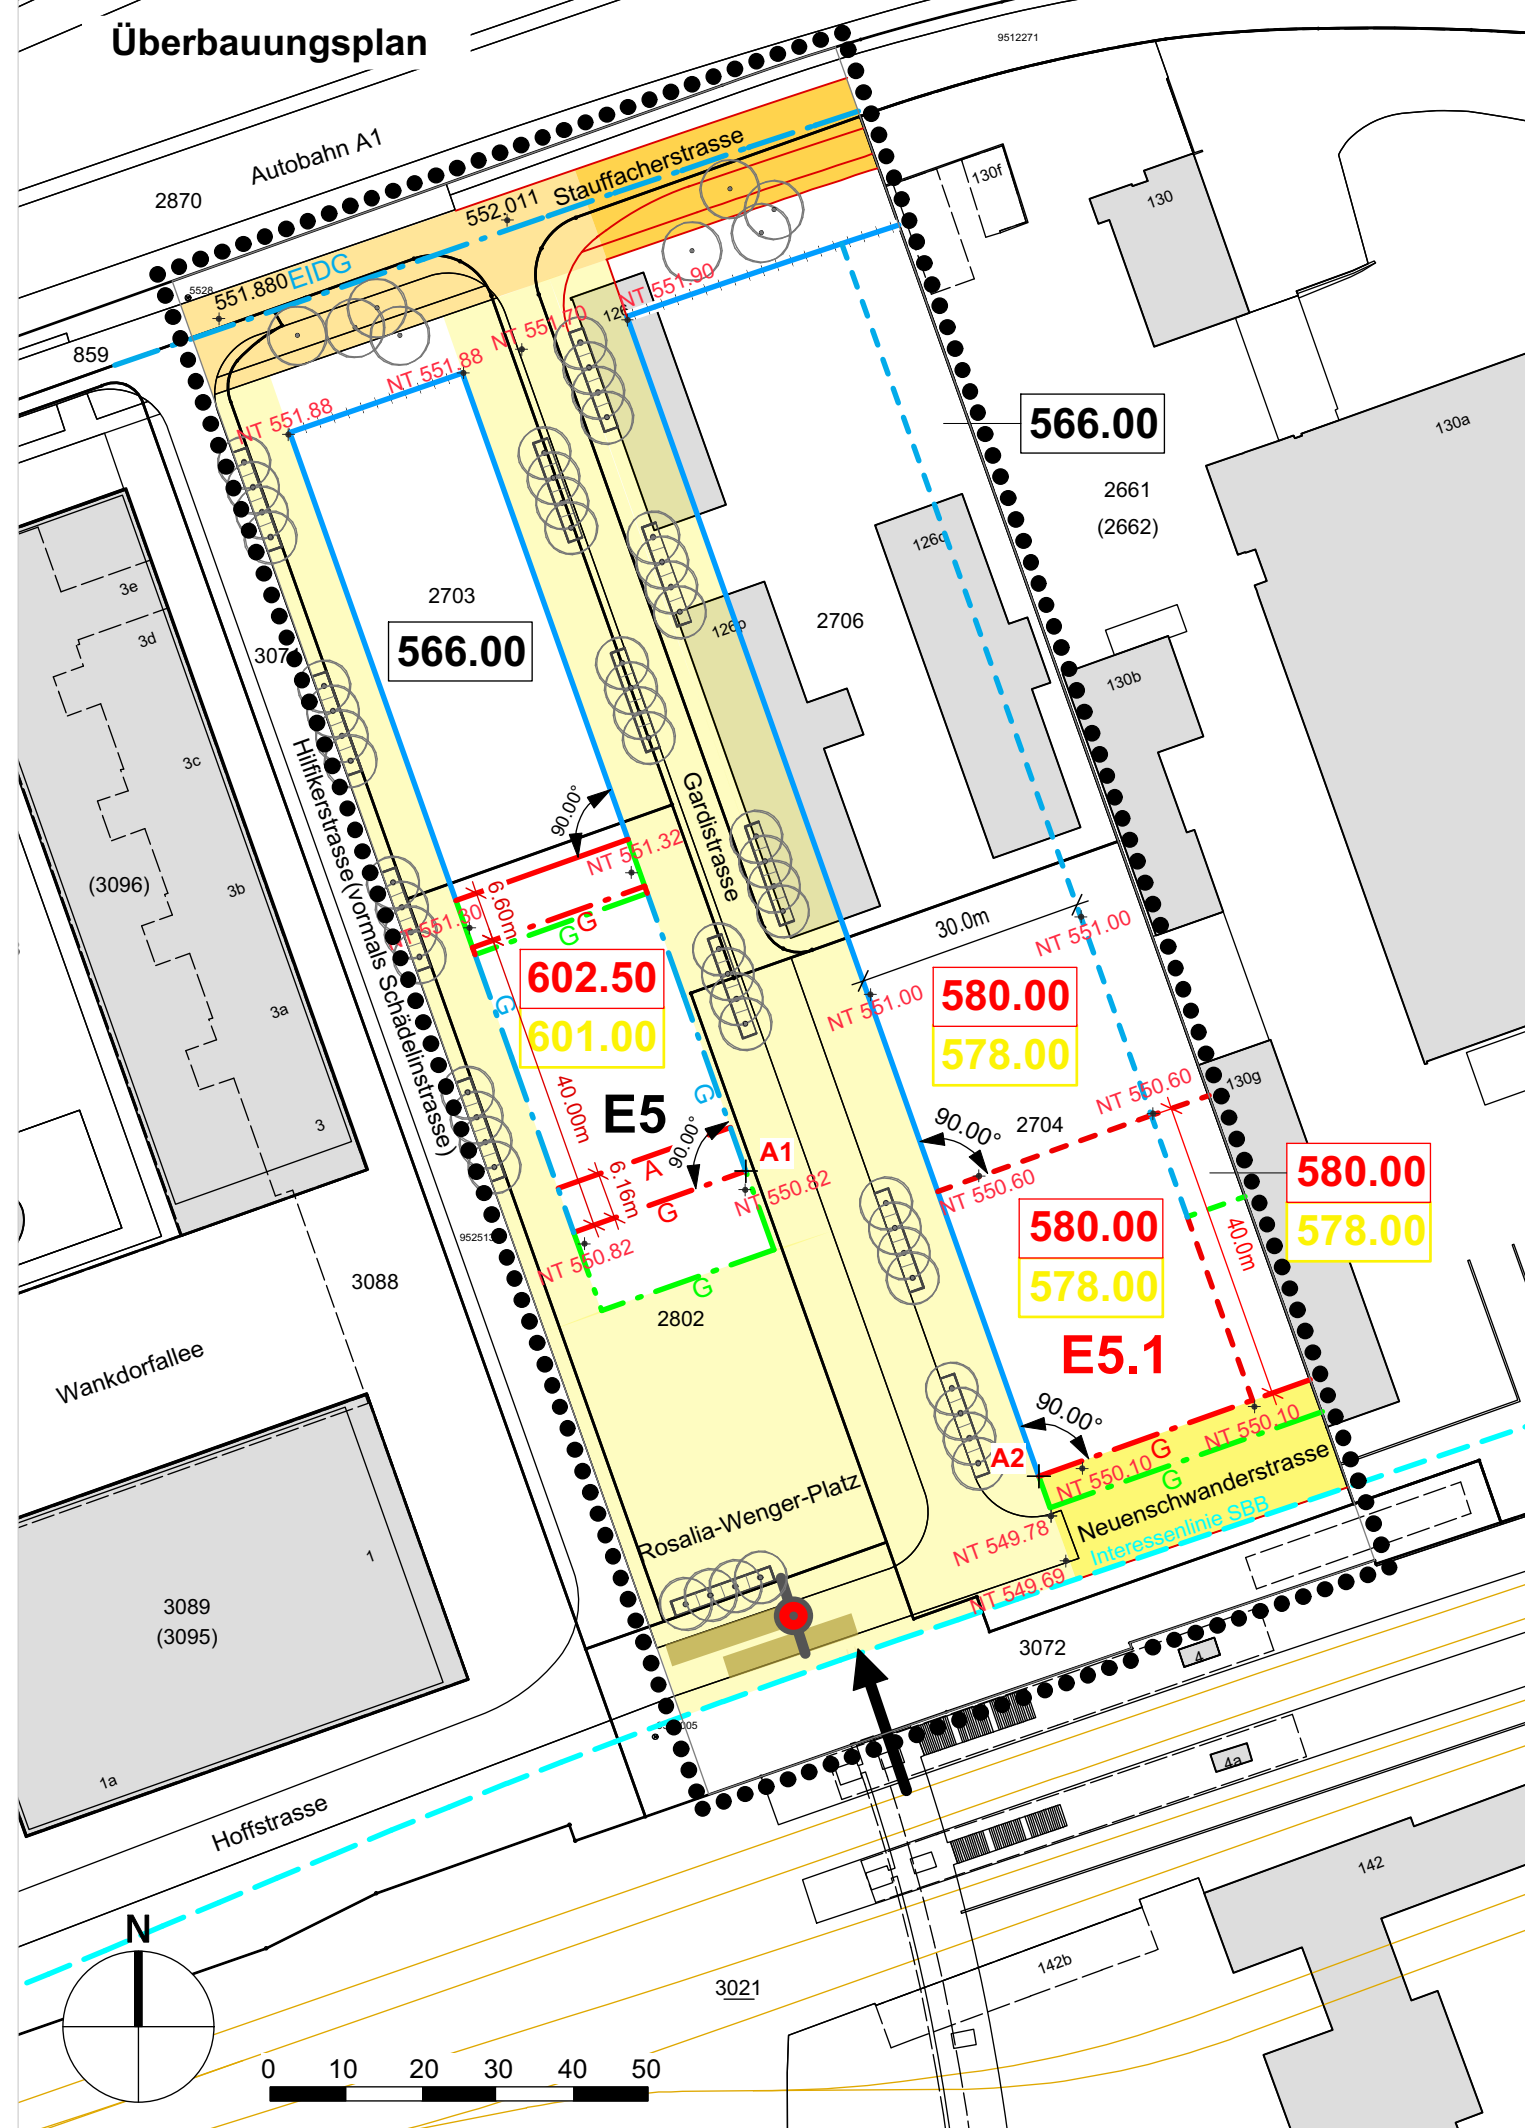 Überbauungsplan
9512271
Autobahn A1
2870
Stauffacherstrasse
552.011
130f
130
551.880
EIDG
5528
859
NT 551.90
126
NT 551.70
NT 551.88
NT 551.88
566.00
130a
2661
(2662)
126c
3e
3d
2703
566.00
126b
2706
307
130b
3c
Hilfikerstrasse(vormals Schädelinstrasse)
Gardistrasse
90.00°
NT 551.32
(3096)
3b
6.60m
NT 551.30
G
G
30.0m
NT 551.00
602.50
601.00
580.00
578.00
NT 551.00
G
3a
40.00m
E5
G
3
130g
NT 550.60
2704
90.00°
90.00°
A
A1
G
6.16m
NT 550.82
NT 550.82
580.00
578.00
NT 550.60
580.00
578.00
40.0m
952513
3088
G
2802
E5.1
Wankdorfallee
90.00°
A2
G
NT 550.10
NT 550.10
G
Rosalia-Wenger-Platz
Neuenschwanderstrasse
Interessenlinie SBB
NT 549.78
NT 549.69
1
3089
(3095)
3072
4
005
4a
1a
Hoffstrasse
142
N
142b
3021
0 10 20 30 40 50